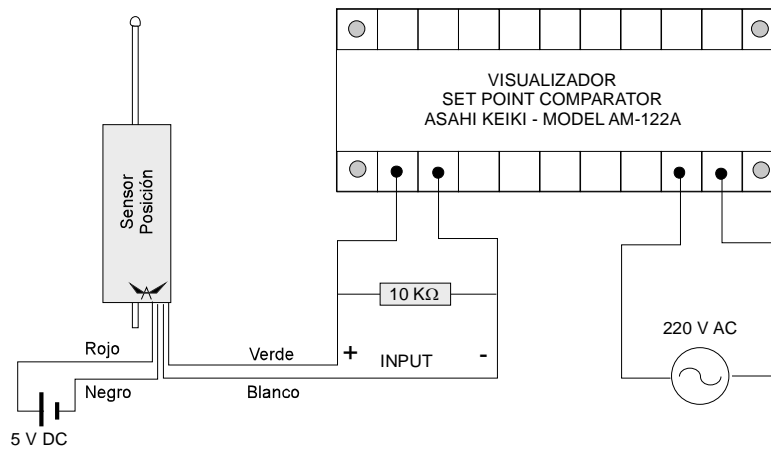 VISUALIZADOR
SET POINT COMPARATOR
ASAHI KEIKI - MODEL AM-122A
Sensor
Posición
10 KΩ
220 V AC
Rojo
Verde
+ INPUT -
Negro
Blanco
5 V DC